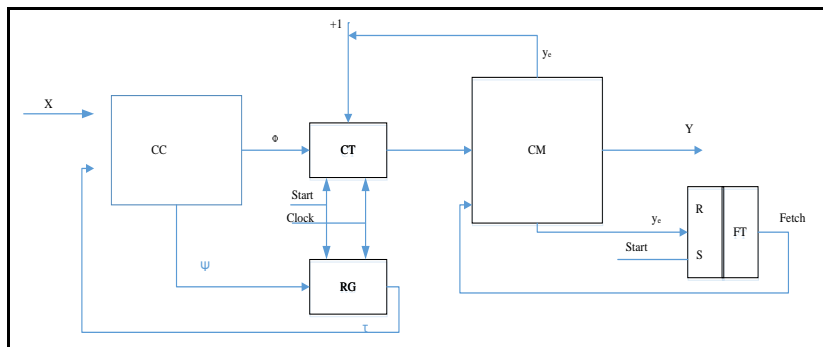 +1
yₑ
X
Φ
CC
CT
CM
Y
Start
Clock
R
yₑ
FT
Fetch
Start
S
Ψ
RG
τ